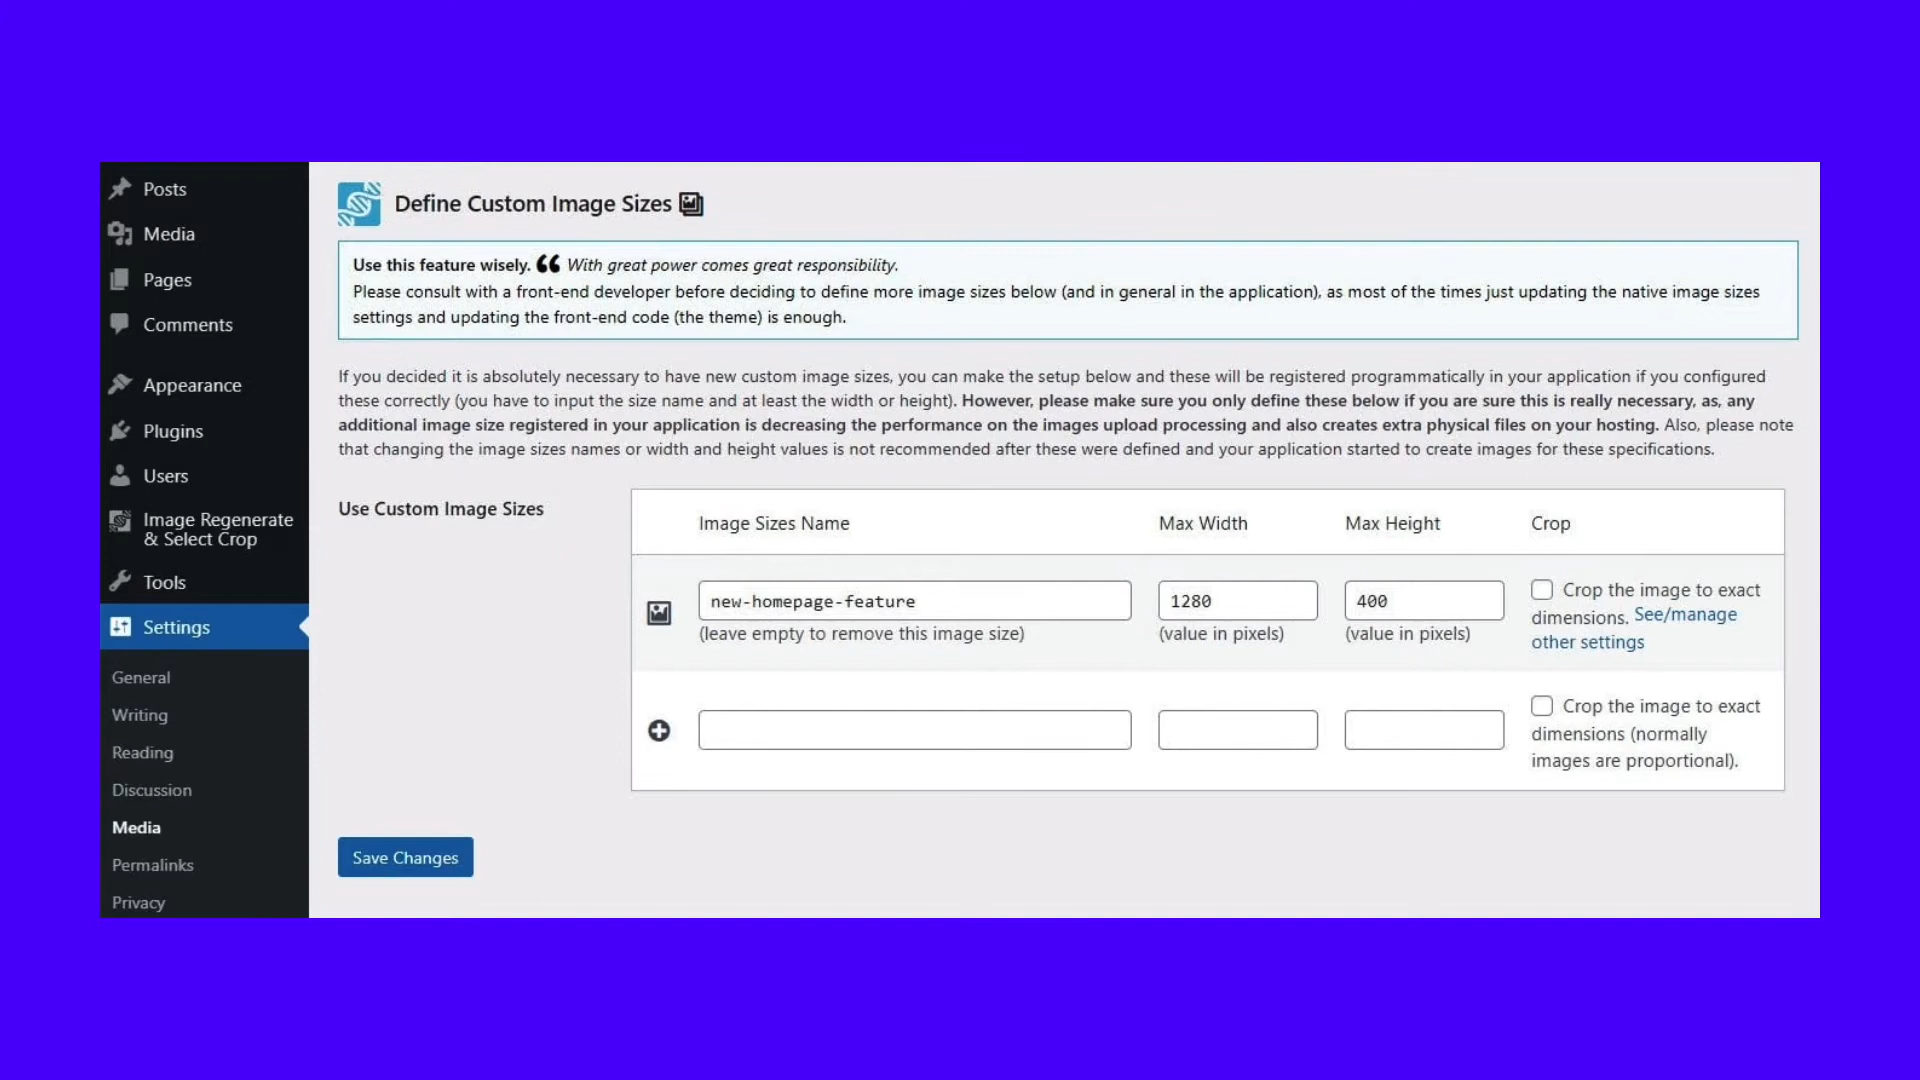 Posts
Media
Pages
Comments
Appearance
Plugins
Users
Image Regenerate
& Select Crop
Tools
Settings
General
Writing
Reading
Discussion
Media
Permalinks
Privacy
Define Custom Image Sizes
Use this feature wisely. “ With great power comes great responsibility.
Please consult with a front-end developer before deciding to define more image sizes below (and in general in the application), as most of the times just updating the native image sizes
settings and updating the front-end code (the theme) is enough.
If you decided it is absolutely necessary to have new custom image sizes, you can make the setup below and these will be registered programmatically in your application if you configured
these correctly (you have to input the size name and at least the width or height). However, please make sure you only define these below if you are sure this is really necessary, as, any
additional image size registered in your application is decreasing the performance on the images upload processing and also creates extra physical files on your hosting. Also, please note
that changing the image sizes names or width and height values is not recommended after these were defined and your application started to create images for these specifications.
Use Custom Image Sizes
Image Sizes Name Max Width Max Height Crop
new-homepage-feature 1280 400
(leave empty to remove this image size) (value in pixels) (value in pixels)
Crop the image to exact
dimensions. See/manage
other settings
Crop the image to exact
dimensions (normally
images are proportional).
Save Changes